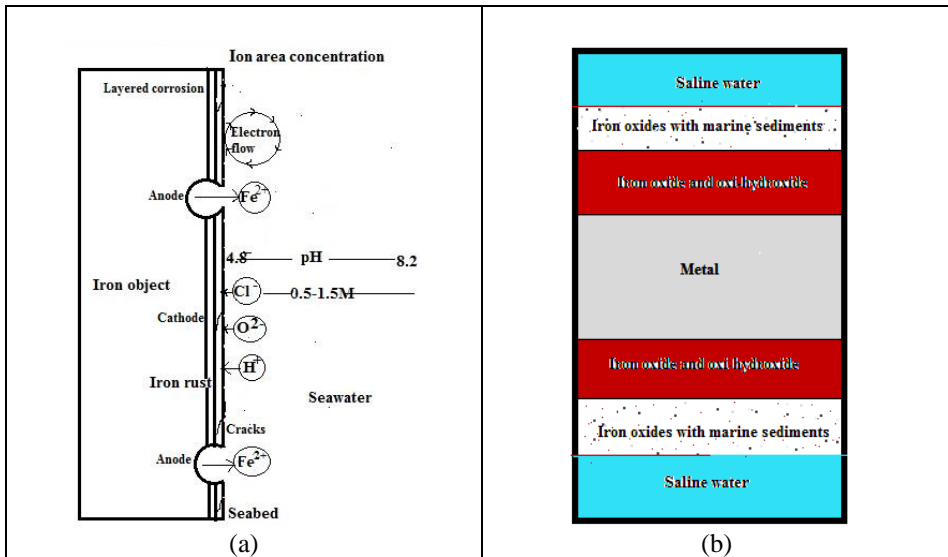 Ion area concentration
Layered corrosion
Electron
flow
Anode
Fe2+
4.8 pH 8.2
Iron object
Cl- 0.5-1.5M
Cathode
O2-
H+
Iron rust
Seawater
Cracks
Anode
Fe2+
Seabed
(a)
Saline water
Iron oxides with marine sediments
Iron oxide and oxi hydroxide
Metal
Iron oxide and oxi hydroxide
Iron oxides with marine sediments
Saline water
(b)